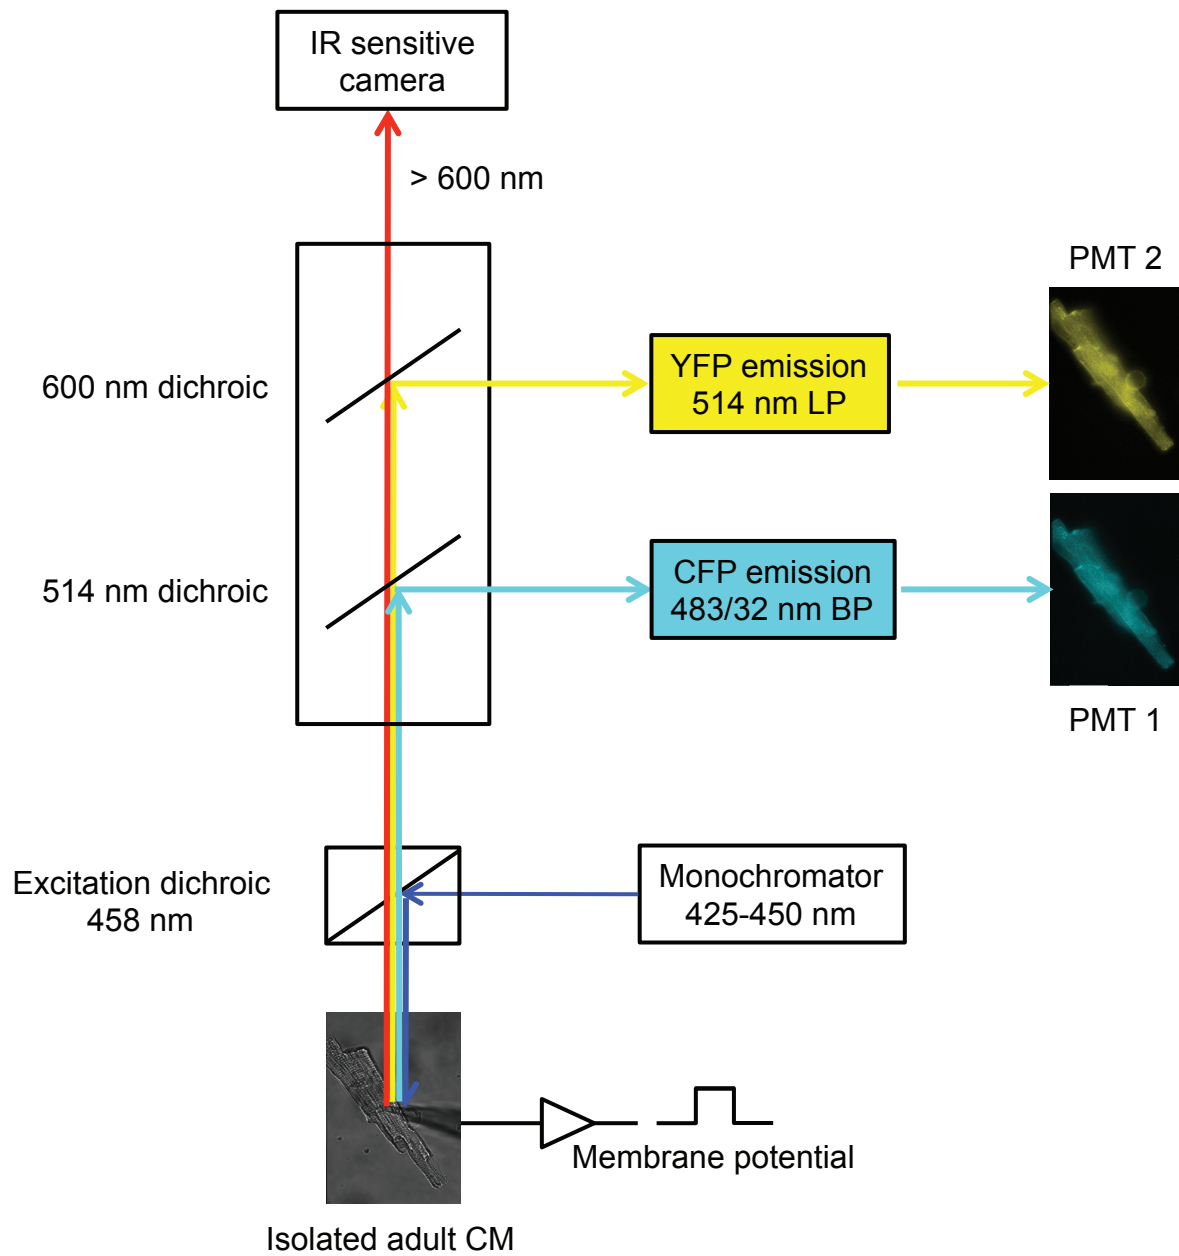 IR sensitive
camera
> 600 nm
PMT 2
600 nm dichroic
YFP emission
514 nm LP
514 nm dichroic
CFP emission
483/32 nm BP
PMT 1
Excitation dichroic
458 nm
Monochromator
425-450 nm
Membrane potential
Isolated adult CM